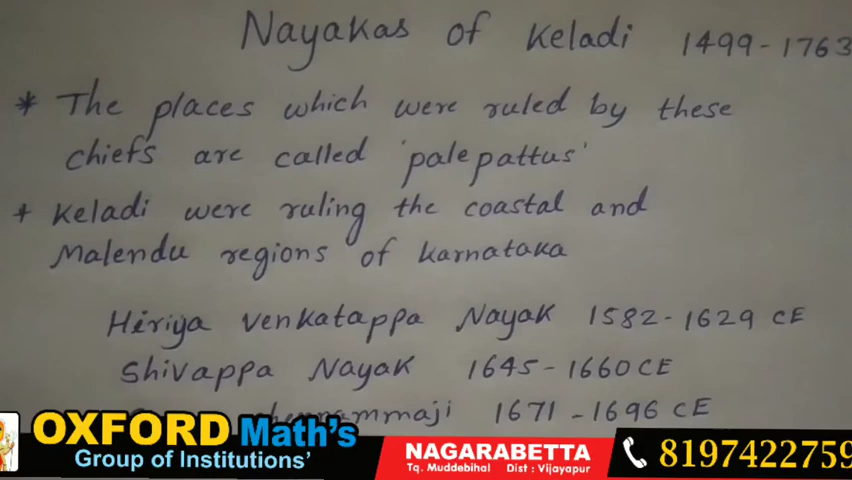 Nayakas of Keladi 1499-1763
* The places which were ruled by these
chiefs are called 'palepattus'
* Keladi were ruling the coastal and
Malendu regions of Karnataka
Hiriya Venkatappa Nayak 1582-1629 CE
Shivappa Nayak 1645-1660 CE
1671-1696 CE
OXFORD Math's
Group of Institutions'
NAGARABETTA
Tq. Muddebihal Dist : Vijayapur
8197422759